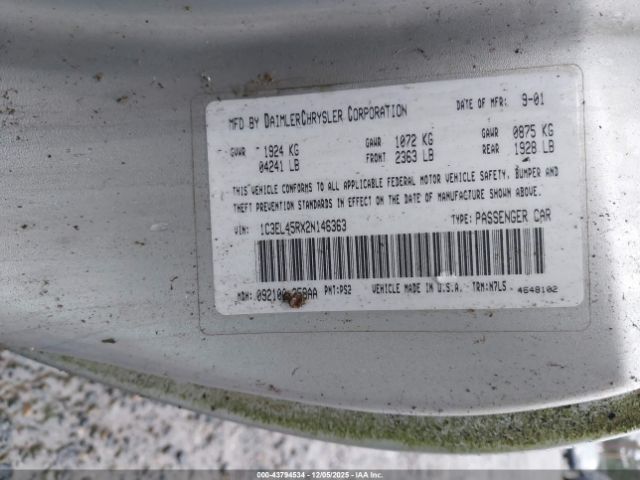 MFD BY DAIMLERCHRYSLER CORPORATION DATE OF MFR: 9-01
GVWR 1924 KG GAWR 1072 KG GAWR 0875 KG
04241 LB FRONT 2363 LB REAR 1928 LB
THIS VEHICLE CONFORMS TO ALL APPLICABLE FEDERAL MOTOR VEHICLE SAFETY, BUMPER AND
THEFT PREVENTION STANDARDS IN EFFECT ON THE DATE OF MANUFACTURE SHOWN ABOVE.
VIN: 1C3EL45RX2N146363 TYPE: PASSENGER CAR
MDH: PNT:PS2 VEHICLE MADE IN U.S.A. TRM:N7L5 4648102
000-43794534 - 12/05/2025 - IAA Inc.